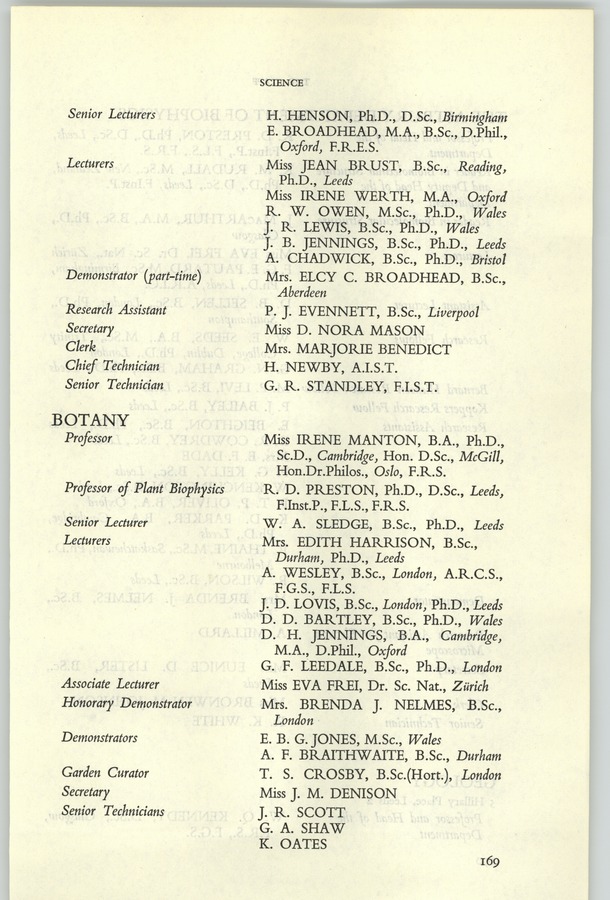 SCIENCE
Senior Lecturers H. HENSON, Ph.D., D.Sc., Birmingham
E. BROADHEAD, M.A., B.Sc., D.Phil.,
Oxford, F.R.E.S.
Lecturers Miss JEAN BRUST, B.Sc., Reading,
Ph.D., Leeds
Miss IRENE WERTH, M.A., Oxford
R. W. OWEN, M.Sc., Ph.D., Wales
J. R. LEWIS, B.Sc., Ph.D., Wales
J. B. JENNINGS, B.Sc., Ph.D., Leeds
A. CHADWICK, B.Sc., Ph.D., Bristol
Demonstrator (part-time) Mrs. ELCY C. BROADHEAD, B.Sc.,
Aberdeen
Research Assistant P. J. EVENNETT, B.Sc., Liverpool
Secretary Miss D. NORA MASON
Clerk Mrs. MARJORIE BENEDICT
Chief Technician H. NEWBY, A.I.S.T.
Senior Technician G. R. STANDLEY, F.I.S.T.
BOTANY
Professor Miss IRENE MANTON, B.A., Ph.D.,
Sc.D., Cambridge, Hon. D.Sc., McGill,
Hon.Dr.Philos., Oslo, F.R.S.
Professor of Plant Biophysics R. D. PRESTON, Ph.D., D.Sc., Leeds,
F.Inst.P., F.L.S., F.R.S.
Senior Lecturer W. A. SLEDGE, B.Sc., Ph.D., Leeds
Lecturers Mrs. EDITH HARRISON, B.Sc.,
Durham, Ph.D., Leeds
A. WESLEY, B.Sc., London, A.R.C.S.,
F.G.S., F.L.S.
J. D. LOVIS, B.Sc., London, Ph.D., Leeds
D. D. BARTLEY, B.Sc., Ph.D., Wales
D. H. JENNINGS, B.A., Cambridge,
M.A., D.Phil., Oxford
G. F. LEEDALE, B.Sc., Ph.D., London
Associate Lecturer Miss EVA FREI, Dr. Sc. Nat., Zürich
Honorary Demonstrator Mrs. BRENDA J. NELMES, B.Sc.,
London
Demonstrators E. B. G. JONES, M.Sc., Wales
A. F. BRAITHWAITE, B.Sc., Durham
Garden Curator T. S. CROSBY, B.Sc.(Hort.), London
Secretary Miss J. M. DENISON
Senior Technicians J. R. SCOTT
G. A. SHAW
K. OATES
169